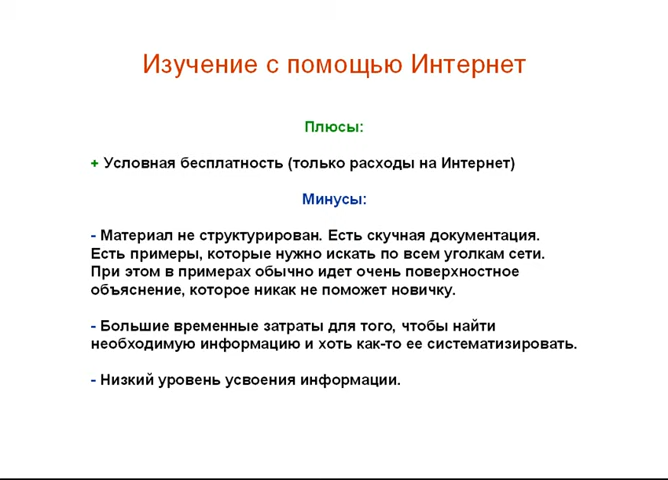 Изучение с помощью Интернет
Плюсы:
+ Условная бесплатность (только расходы на Интернет)
Минусы:
- Материал не структурирован. Есть скучная документация.
Есть примеры, которые нужно искать по всем уголкам сети.
При этом в примерах обычно идет очень поверхностное
объяснение, которое никак не поможет новичку.
- Большие временные затраты для того, чтобы найти
необходимую информацию и хоть как-то ее систематизировать.
- Низкий уровень усвоения информации.